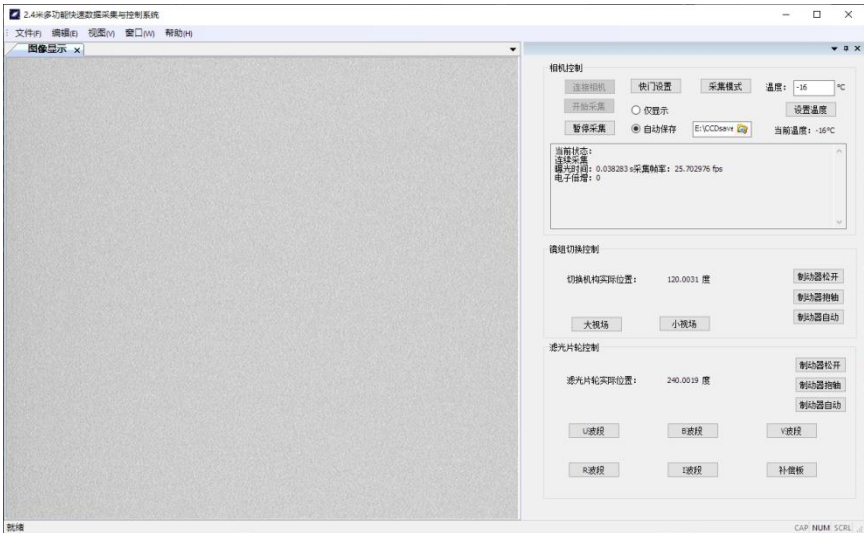 2.4米多功能快速数据采集与控制系统
文件(F) 编辑(E) 视图(V) 窗口(W) 帮助(H)
图像显示 x
相机控制
连接相机 快门设置 采集模式 温度: -16 ℃
开始采集 仅显示 设置温度
暂停采集 自动保存 E:\CCDsave 当前温度: -16℃
当前状态:
连续采集
曝光时间: 0.038283 s采集帧率: 25.702976 fps
电子倍增: 0
镜组切换控制
切换机构实际位置: 120.0031 度
制动器松开
制动器抱轴
制动器自动
大视场 小视场
滤光片轮控制
制动器松开
滤光片轮实际位置: 240.0019 度
制动器抱轴
制动器自动
U波段 B波段 V波段
R波段 I波段 补偿板
就绪 CAP NUM SCRL